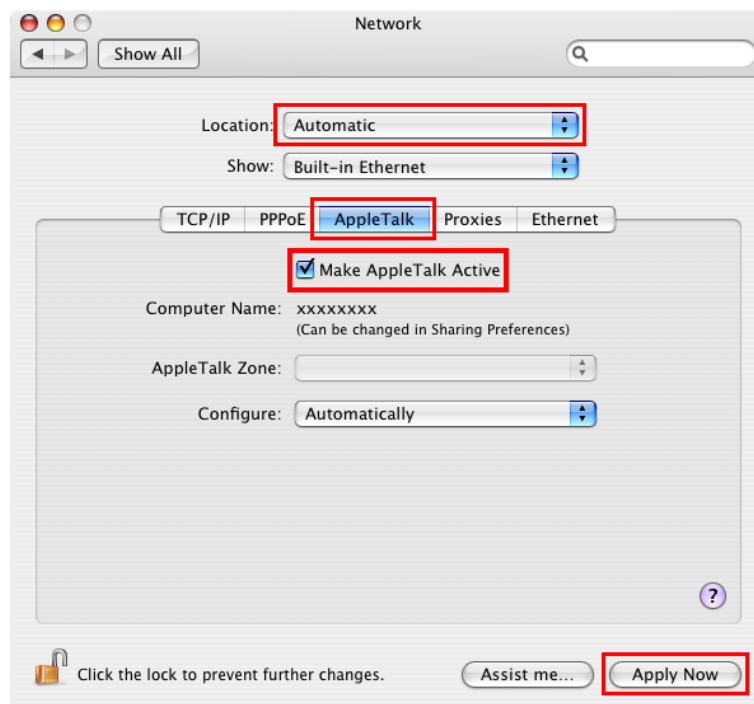 Network
Show All
Location: Automatic
Show: Built-in Ethernet
TCP/IP PPPoE AppleTalk Proxies Ethernet
Make AppleTalk Active
Computer Name: xxxxxxxx
(Can be changed in Sharing Preferences)
AppleTalk Zone:
Configure: Automatically
?
Click the lock to prevent further changes. Assist me... Apply Now